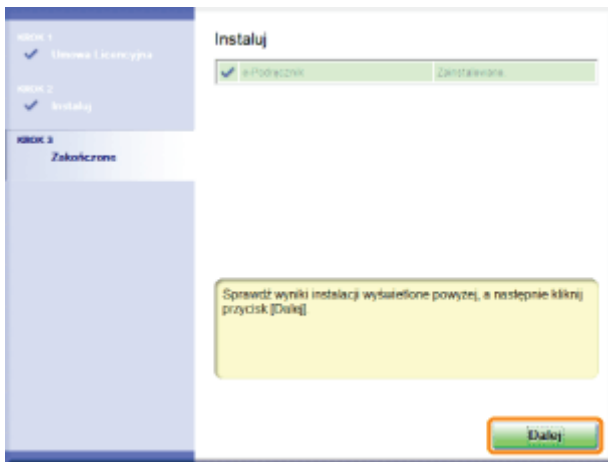 KROK 1
Umowa Licencyjna
KROK 2
Instaluj
KROK 3
Zakończone
Instaluj
e-Podręcznik
Zainstalowane.
Sprawdź wyniki instalacji wyświetlone powyżej, a następnie kliknij
przycisk [Dalej].
Dalej